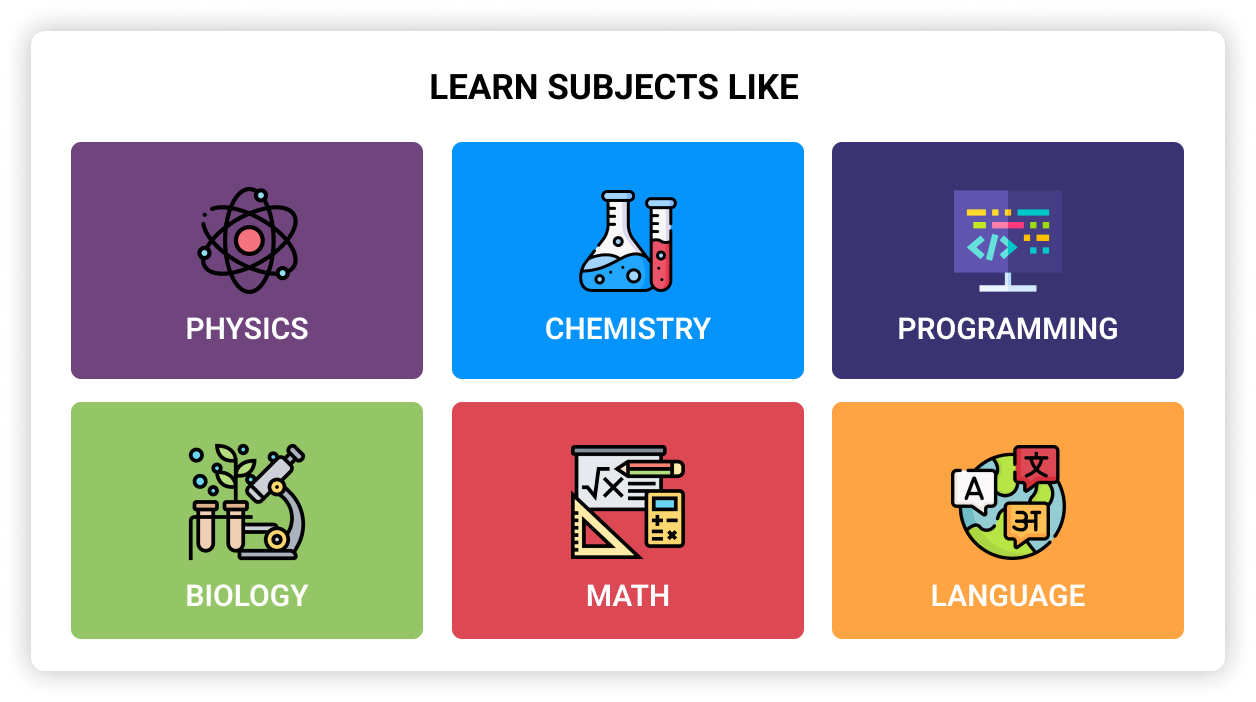 LEARN SUBJECTS LIKE
PHYSICS
CHEMISTRY
PROGRAMMING
</>
BIOLOGY
√x
MATH
A
文
अ
LANGUAGE